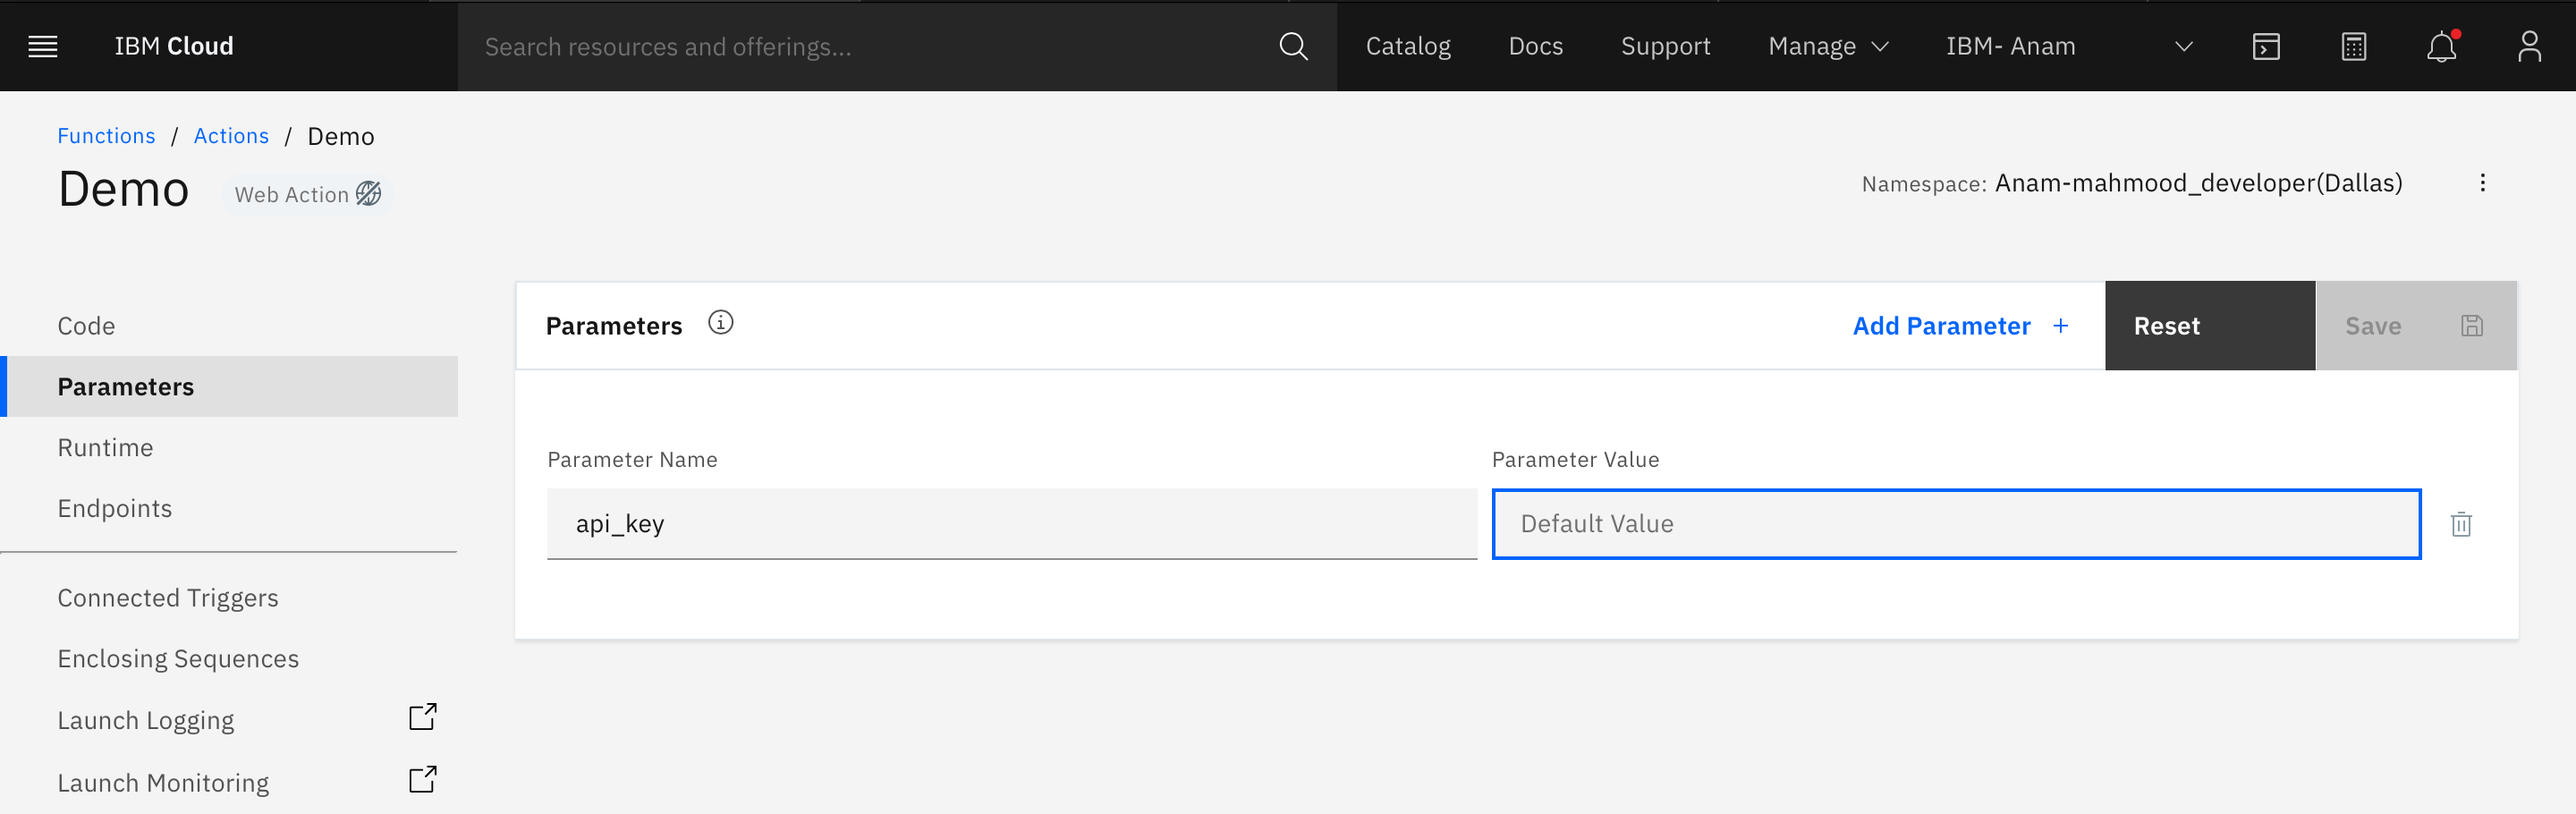 IBM Cloud
Search resources and offerings...
Catalog
Docs
Support
Manage
IBM- Anam
Functions / Actions / Demo
Demo
Web Action
Namespace: Anam-mahmood_developer(Dallas)
Code
Parameters
Runtime
Endpoints
Connected Triggers
Enclosing Sequences
Launch Logging
Launch Monitoring
Parameters
Add Parameter +
Reset
Save
Parameter Name
Parameter Value
api_key
Default Value